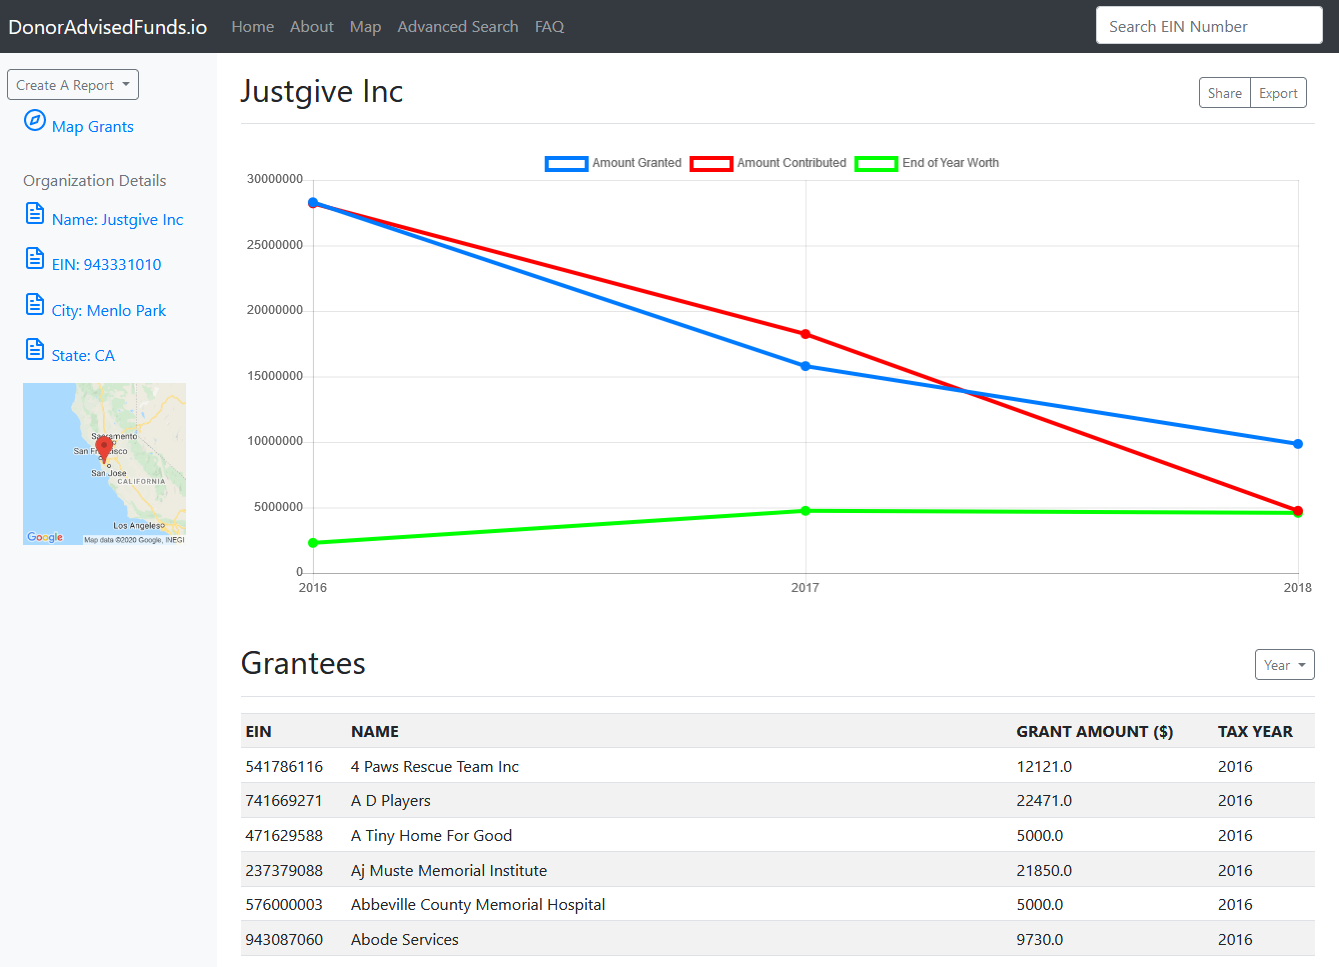 DonorAdvisedFunds.io Home About Map Advanced Search FAQ Search EIN Number
Create A Report
Map Grants
Organization Details
Name: Justgive Inc
EIN: 943331010
City: Menlo Park
State: CA
Sacramento
San Francisco
San Jose
CALIFORNIA
Los Angeles
Google Map data ©2020 Google, INEGI
Justgive Inc Share Export
Amount Granted Amount Contributed End of Year Worth
30000000
25000000
20000000
15000000
10000000
5000000
0
2016 2017 2018
Grantees Year
EIN NAME GRANT AMOUNT ($) TAX YEAR
541786116 4 Paws Rescue Team Inc 12121.0 2016
741669271 A D Players 22471.0 2016
471629588 A Tiny Home For Good 5000.0 2016
237379088 Aj Muste Memorial Institute 21850.0 2016
576000003 Abbeville County Memorial Hospital 5000.0 2016
943087060 Abode Services 9730.0 2016